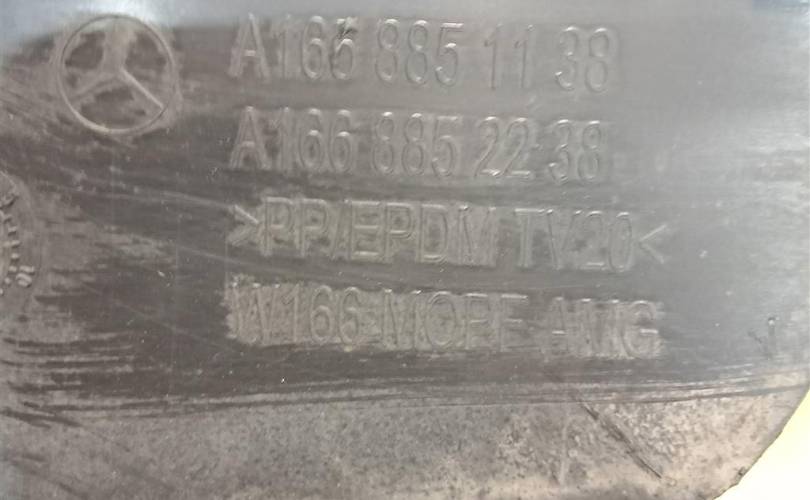 A166 885 11 38
A166 885 22 38
>PP/EPDM TV20<
W166 MOPF AMG